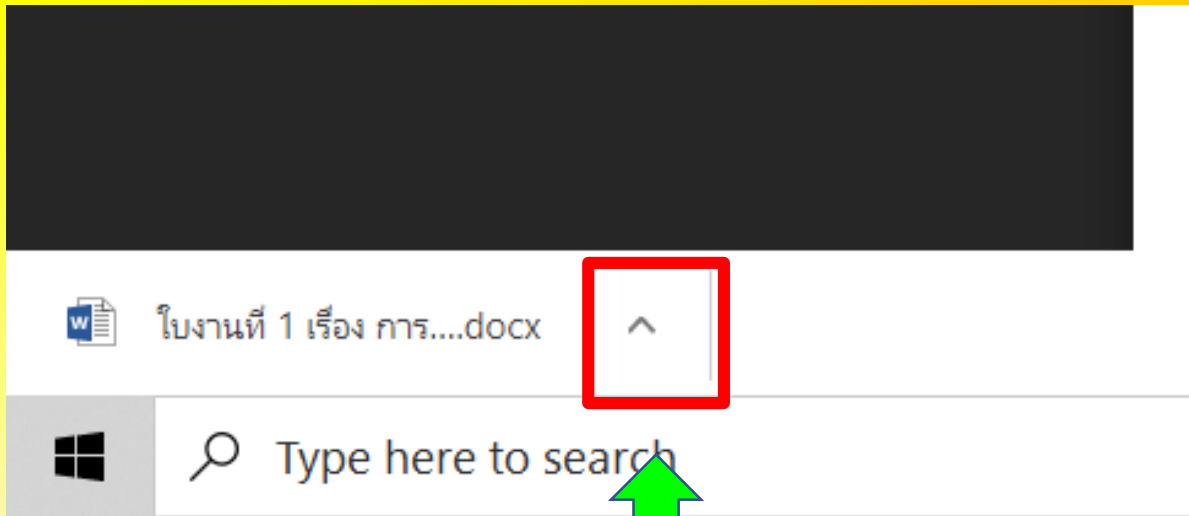 ใบงานที่ 1 เรื่อง การ....docx
Type here to search